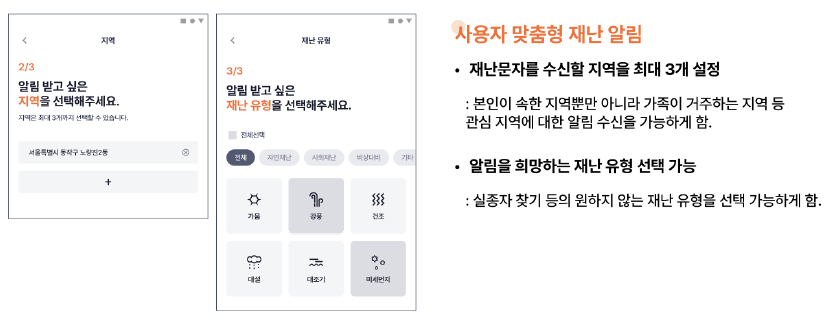 지역
2/3
알림 받고 싶은
지역을 선택해주세요.
지역은 최대 3개까지 선택할 수 있습니다.
서울특별시 동작구 노량진2동
+
재난 유형
3/3
알림 받고 싶은
재난 유형을 선택해주세요.
전체선택
전체 자연재난 사회재난 비상대비 기타
가뭄 강풍 건조
대설 대조기 미세먼지
사용자 맞춤형 재난 알림
• 재난문자를 수신할 지역을 최대 3개 설정
: 본인이 속한 지역뿐만 아니라 가족이 거주하는 지역 등
관심 지역에 대한 알림 수신을 가능하게 함.
• 알림을 희망하는 재난 유형 선택 가능
: 실종자 찾기 등의 원하지 않는 재난 유형을 선택 가능하게 함.